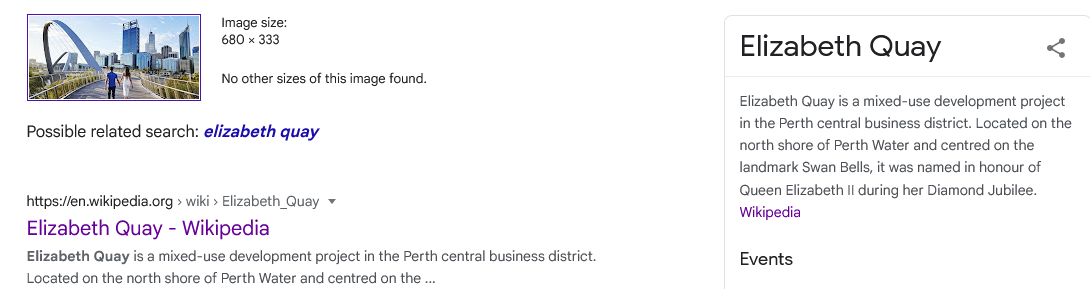 Image size:
680 × 333
No other sizes of this image found.
Possible related search: elizabeth quay
https://en.wikipedia.org › wiki › Elizabeth_Quay
Elizabeth Quay - Wikipedia
Elizabeth Quay is a mixed-use development project in the Perth central business district.
Located on the north shore of Perth Water and centred on the ...
Elizabeth Quay
Elizabeth Quay is a mixed-use development project
in the Perth central business district. Located on the
north shore of Perth Water and centred on the
landmark Swan Bells, it was named in honour of
Queen Elizabeth II during her Diamond Jubilee.
Wikipedia
Events